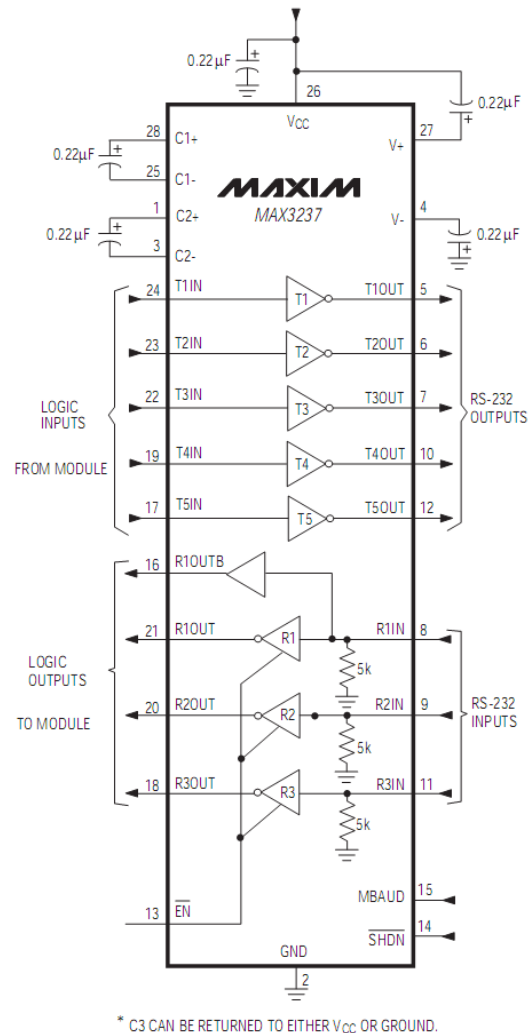 0.22µF
26
VCC
0.22µF
27
V+
28
C1+
0.22µF
25
C1-
MAXIM
MAX3237
1
C2+
0.22µF
3
C2-
4
V-
0.22µF
24 T1IN T1 T1OUT 5
23 T2IN T2 T2OUT 6
22 T3IN T3 T3OUT 7
19 T4IN T4 T4OUT 10
17 T5IN T5 T5OUT 12
LOGIC
INPUTS
FROM MODULE
RS-232
OUTPUTS
16 R1OUTB
21 R1OUT R1 R1IN 8
5k
20 R2OUT R2 R2IN 9
5k
18 R3OUT R3 R3IN 11
5k
LOGIC
OUTPUTS
TO MODULE
RS-232
INPUTS
MBAUD 15
13 EN
SHDN 14
GND
2
* C3 CAN BE RETURNED TO EITHER VCC OR GROUND.